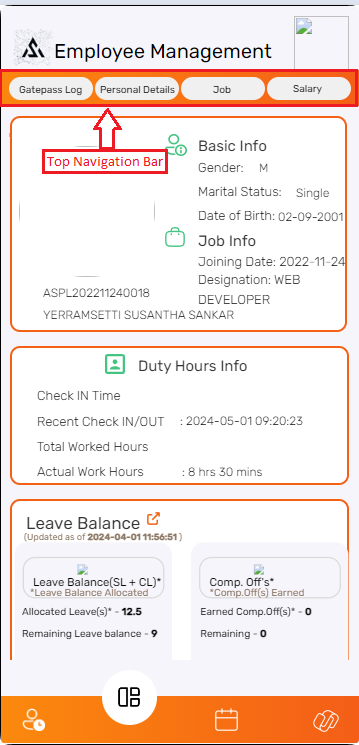 Employee Management
Gatepass Log Personal Details Job Salary
Top Navigation Bar
Basic Info
Gender: M
Marital Status: Single
Date of Birth: 02-09-2001
Job Info
Joining Date: 2022-11-24
Designation: WEB
DEVELOPER
ASPL202211240018
YERRAMSETTI SUSANTHA SANKAR
Duty Hours Info
Check IN Time
Recent Check IN/OUT : 2024-05-01 09:20:23
Total Worked Hours
Actual Work Hours : 8 hrs 30 mins
Leave Balance
(Updated as of 2024-04-01 11:56:51 )
Leave Balance(SL + CL)*
*Leave Balance Allocated
Allocated Leave(s)* - 12.5
Remaining Leave balance - 9
Comp. Off's*
*Comp.Off(s) Earned
Earned Comp.Off(s)* - 0
Remaining - 0